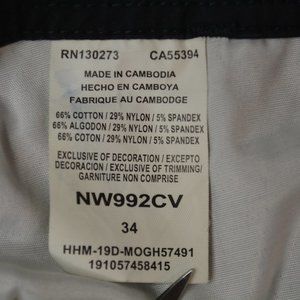 RN130273 CA55394
MADE IN CAMBODIA
HECHO EN CAMBOYA
FABRIQUE AU CAMBODGE
66% COTTON / 29% NYLON / 5% SPANDEX
66% ALGODON / 29% NYLON / 5% SPANDEX
66% COTON / 29% NYLON / 5% SPANDEX
EXCLUSIVE OF DECORATION / EXCEPTO
DECORACION / EXCLUSIVE OF TRIMMING/
GARNITURE NON COMPRISE
NW992CV
34
HHM-19D-MOGH57491
191057458415